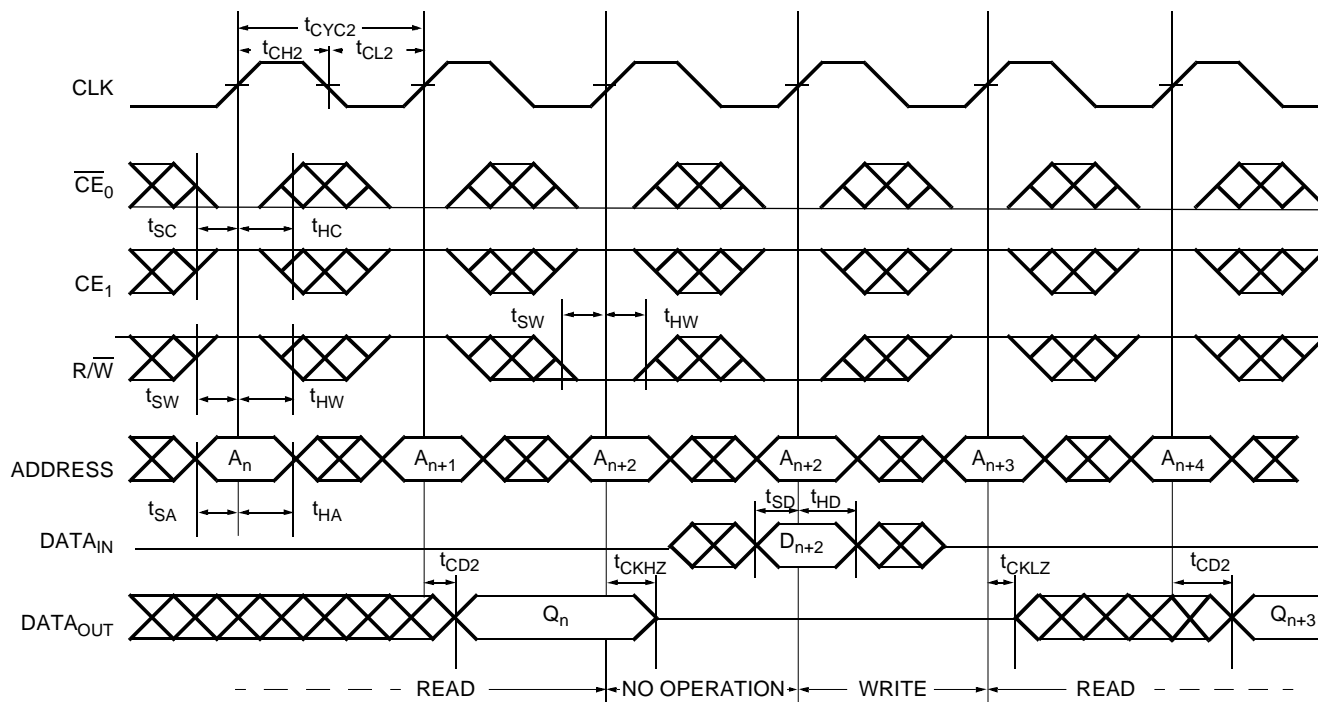 tCYC2
tCH2 tCL2
CLK
CE0
tSC tHC
CE1
tSW tHW
R/W
tSW tHW
ADDRESS An An+1 An+2 An+2 An+3 An+4
tSA tHA tSD tHD
DATAIN Dn+2
tCD2 tCKHZ tCKLZ tCD2
DATAOUT Qn Qn+3
READ NO OPERATION WRITE READ